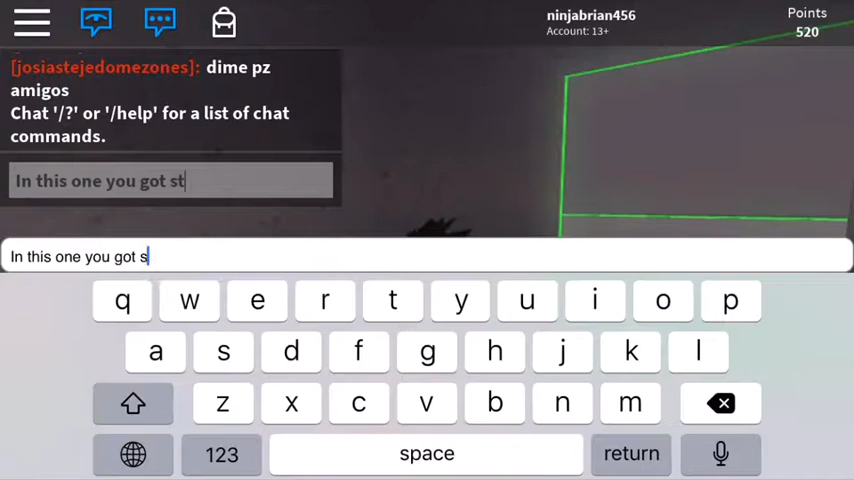 ninjabrian456
Account: 13+
Points
520
[josiastejedomezones]: dime pz
amigos
Chat '/?' or '/help' for a list of chat
commands.
In this one you got st
In this one you got s
q w e r t y u i o p
a s d f g h j k l
z x c v b n m
123 space return